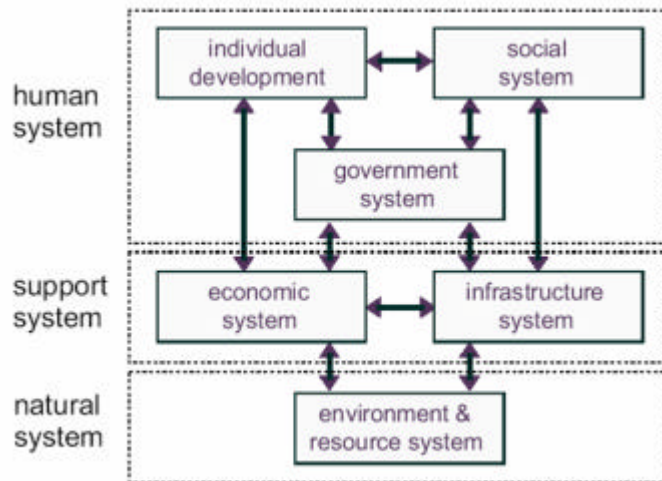 human
system
individual
development
social
system
government
system
support
system
economic
system
infrastructure
system
natural
system
environment &
resource system